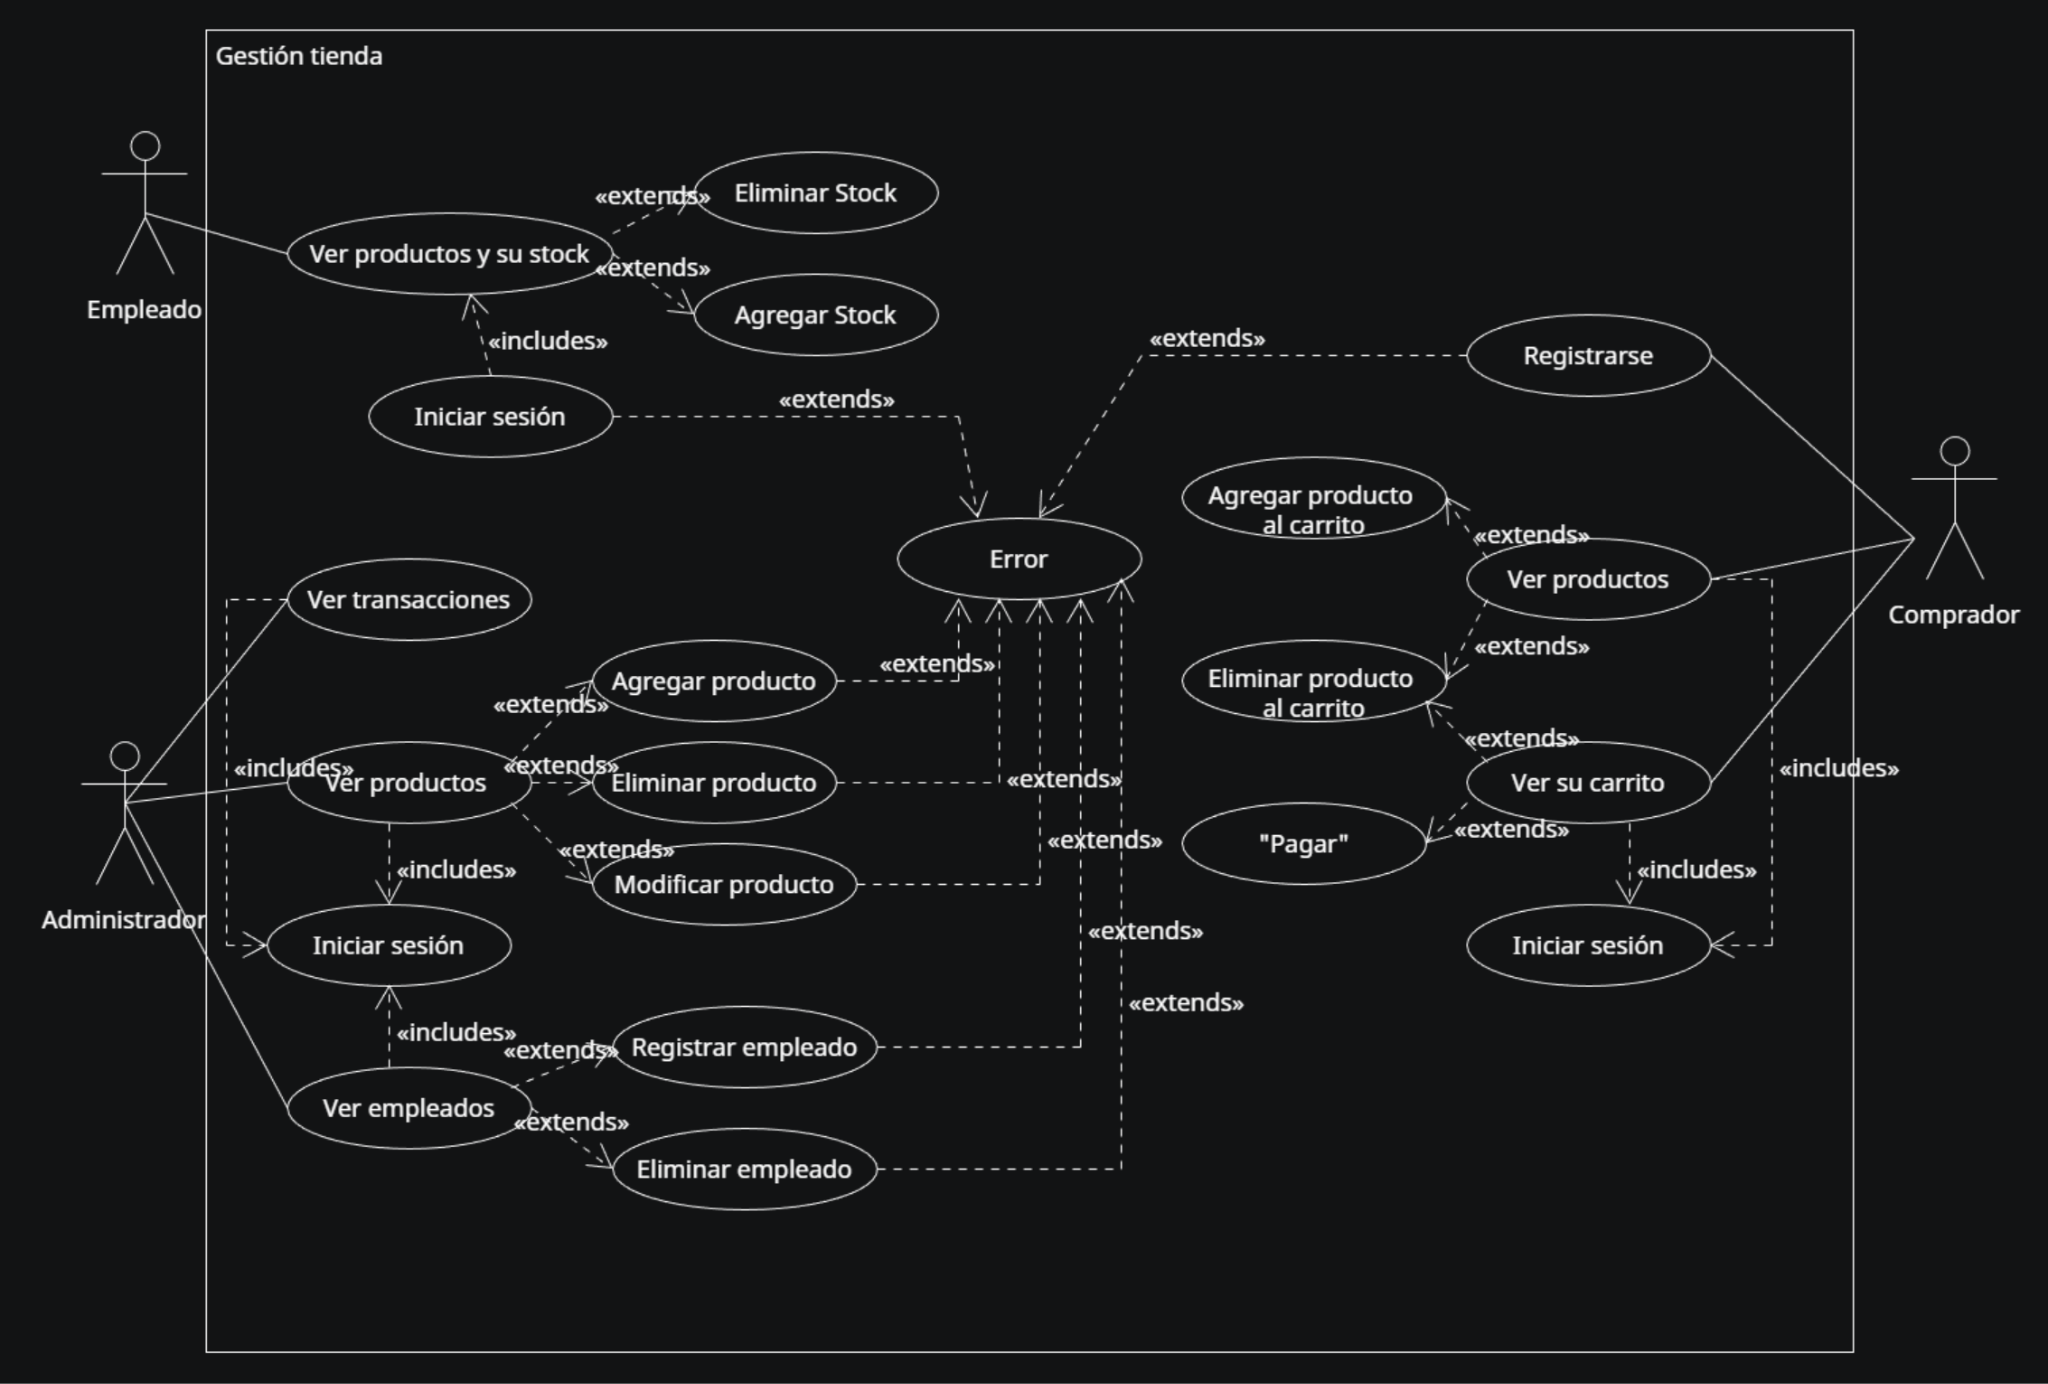 Gestión tienda
Empleado
Ver productos y su stock
«extends»
Eliminar Stock
«extends»
Agregar Stock
«includes»
Iniciar sesión
«extends»
«extends»
Registrarse
Error
Agregar producto
al carrito
«extends»
Ver productos
Comprador
«extends»
Eliminar producto
al carrito
«extends»
Ver su carrito
«includes»
"Pagar"
«extends»
«includes»
Iniciar sesión
Ver transacciones
«extends»
Agregar producto
«extends»
«includes»
Ver productos
«extends»
Eliminar producto
«extends»
«extends»
Modificar producto
«extends»
Administrador
«includes»
Iniciar sesión
«extends»
«includes»
«extends»
Registrar empleado
«extends»
Ver empleados
«extends»
Eliminar empleado